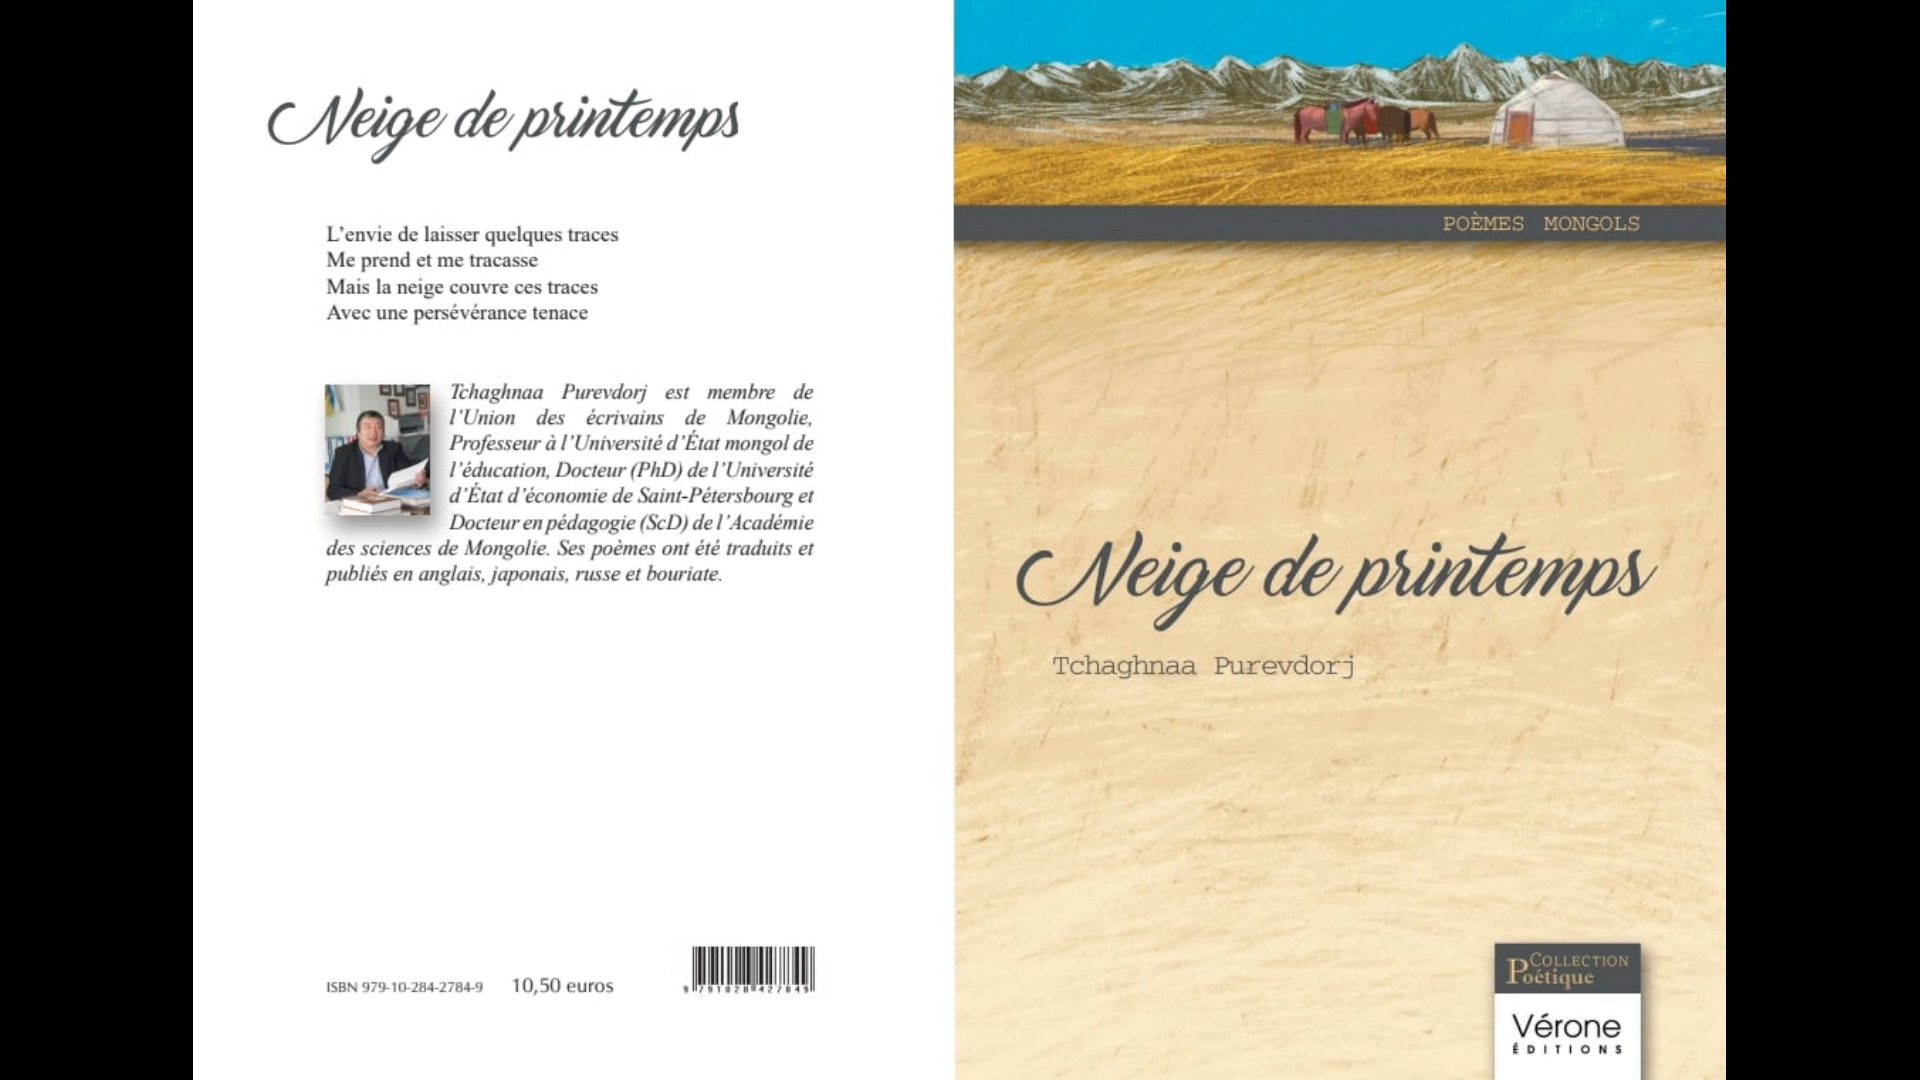 Neige de printemps
L'envie de laisser quelques traces
Me prend et me tracasse
Mais la neige couvre ces traces
Avec une persévérance tenace
Tchaghnaa Purevdorj est membre de
l'Union des écrivains de Mongolie,
Professeur à l'Université d'État mongol de
l'éducation, Docteur (PhD) de l'Université
d'État d'économie de Saint-Pétersbourg et
Docteur en pédagogie (ScD) de l'Académie
des sciences de Mongolie. Ses poèmes ont été traduits et
publiés en anglais, japonais, russe et bouriate.
ISBN 979-10-284-2784-9 10,50 euros
9 791028 427849
POÈMES MONGOLS
Neige de printemps
Tchaghnaa Purevdorj
COLLECTION
Poétique
Vérone
ÉDITIONS